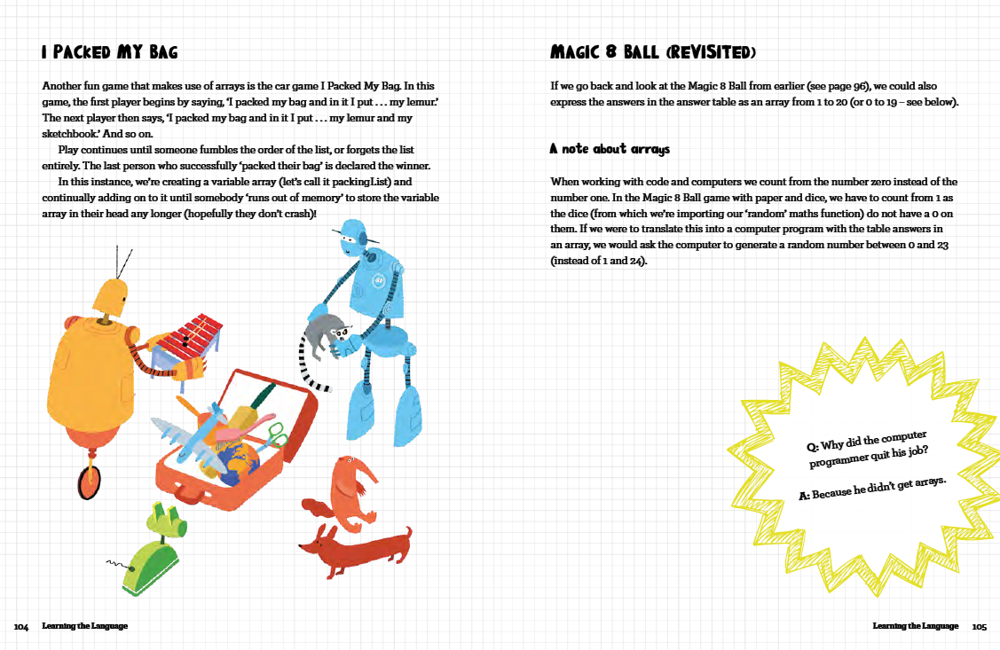 I PACKED MY BAG
Another fun game that makes use of arrays is the car game I Packed My Bag. In this
game, the first player begins by saying, ‘I packed my bag and in it I put . . . my lemur.’
The next player then says, ‘I packed my bag and in it I put . . . my lemur and my
sketchbook.’ And so on.
Play continues until someone fumbles the order of the list, or forgets the list
entirely. The last person who successfully ‘packed their bag’ is declared the winner.
In this instance, we’re creating a variable array (let’s call it packingList) and
continually adding on to it until somebody ‘runs out of memory’ to store the variable
array in their head any longer (hopefully they don’t crash)!
104 Learning the Language
MAGIC 8 BALL (REVISITED)
If we go back and look at the Magic 8 Ball from earlier (see page 96), we could also
express the answers in the answer table as an array from 1 to 20 (or 0 to 19 – see below).
A note about arrays
When working with code and computers we count from the number zero instead of the
number one. In the Magic 8 Ball game with paper and dice, we have to count from 1 as
the dice (from which we’re importing our ‘random’ maths function) do not have a 0 on
them. If we were to translate this into a computer program with the table answers in
an array, we would ask the computer to generate a random number between 0 and 23
(instead of 1 and 24).
Q: Why did the computer
programmer quit his job?
A: Because he didn’t get arrays.
Learning the Language 105